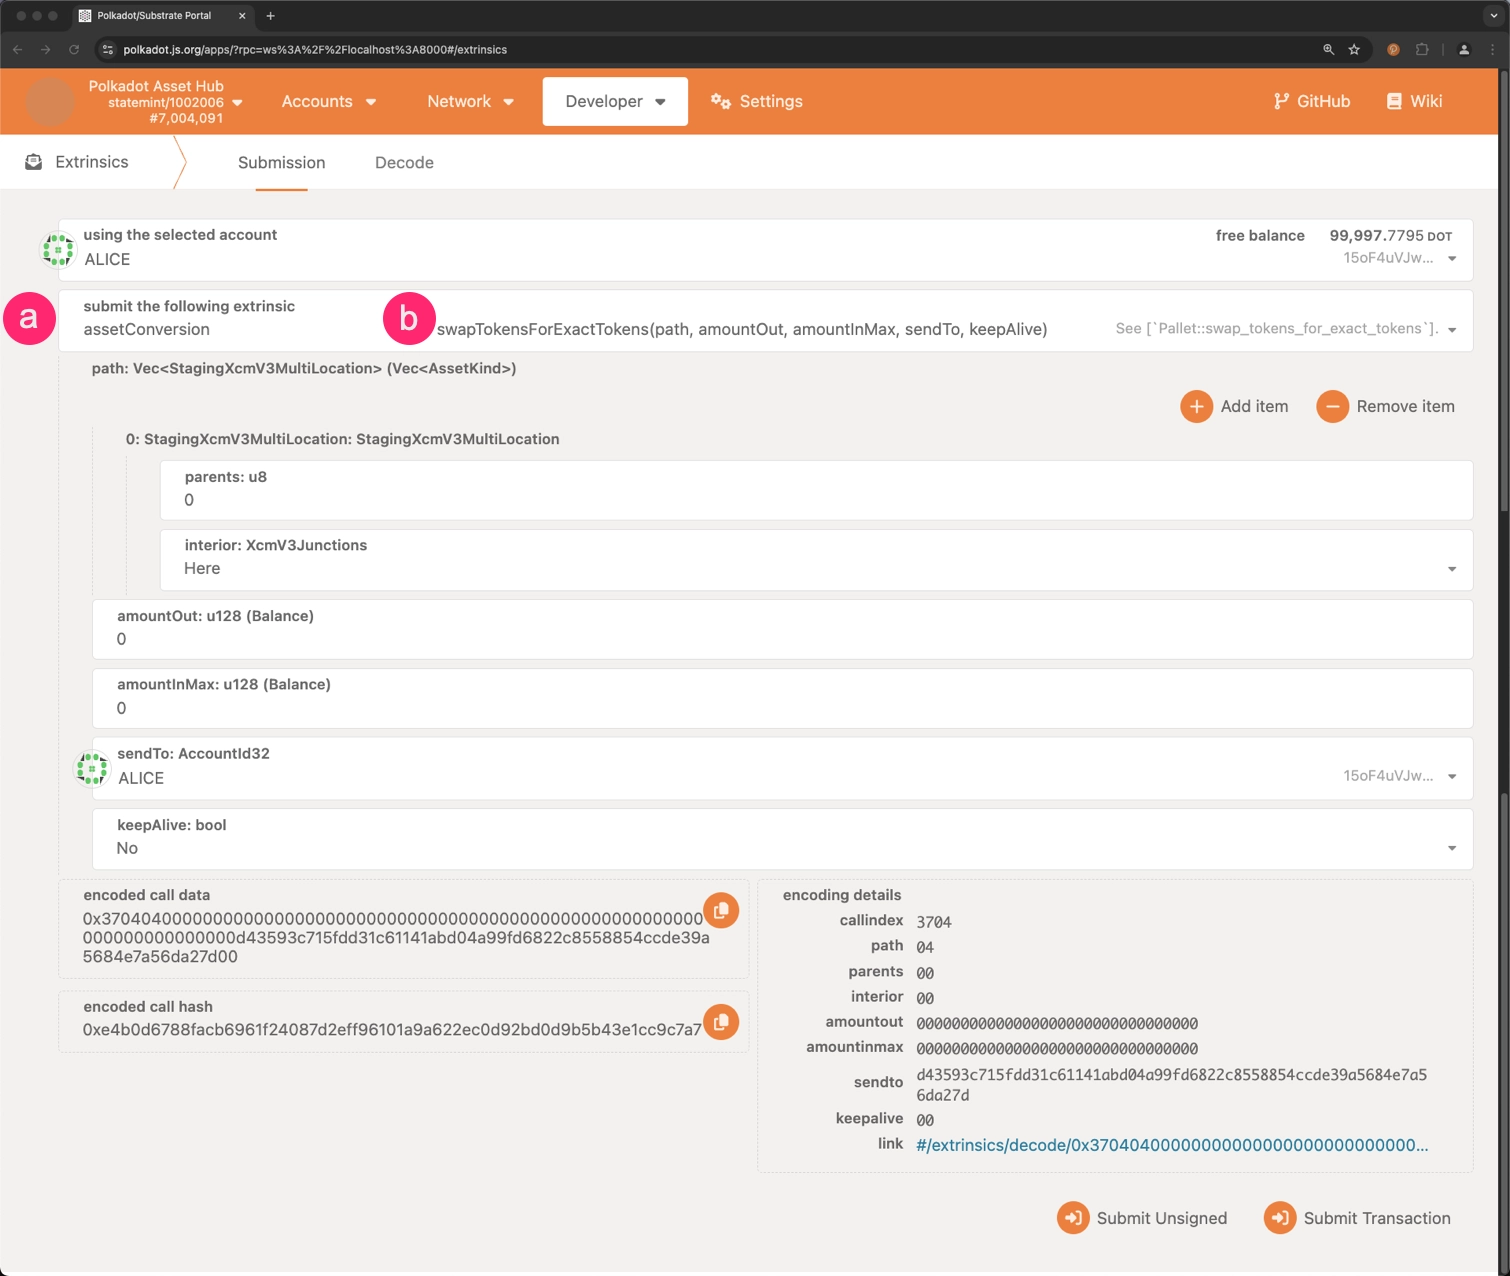 Polkadot/Substrate Portal
polkadot.js.org/apps/?rpc=ws%3A%2F%2Flocalhost%3A8000#/extrinsics
Polkadot Asset Hub
statemint/1002006
#7,004,091
Accounts
Network
Developer
Settings
GitHub
Wiki
Extrinsics
Submission
Decode
using the selected account
ALICE
free balance 99,997.7795 DOT
15oF4uVJw...
a
submit the following extrinsic
assetConversion
b
swapTokensForExactTokens(path, amountOut, amountInMax, sendTo, keepAlive)
See [`Pallet::swap_tokens_for_exact_tokens`].
path: Vec<StagingXcmV3MultiLocation> (Vec<AssetKind>)
Add item
Remove item
0: StagingXcmV3MultiLocation: StagingXcmV3MultiLocation
parents: u8
0
interior: XcmV3Junctions
Here
amountOut: u128 (Balance)
0
amountInMax: u128 (Balance)
0
sendTo: AccountId32
ALICE
15oF4uVJw...
keepAlive: bool
No
encoded call data
0x37040400000000000000000000000000000000000000000000000000
000000000000000d43593c715fdd31c61141abd04a99fd6822c8558854ccde39a
5684e7a56da27d00
encoded call hash
0xe4b0d6788facb6961f24087d2eff96101a9a622ec0d92bd0d9b5b43e1cc9c7a7
encoding details
callindex 3704
path 04
parents 00
interior 00
amountout 00000000000000000000000000000000
amountinmax 00000000000000000000000000000000
sendto d43593c715fdd31c61141abd04a99fd6822c8558854ccde39a5684e7a5
6da27d
keepalive 00
link #/extrinsics/decode/0x37040400000000000000000000000000...
Submit Unsigned
Submit Transaction